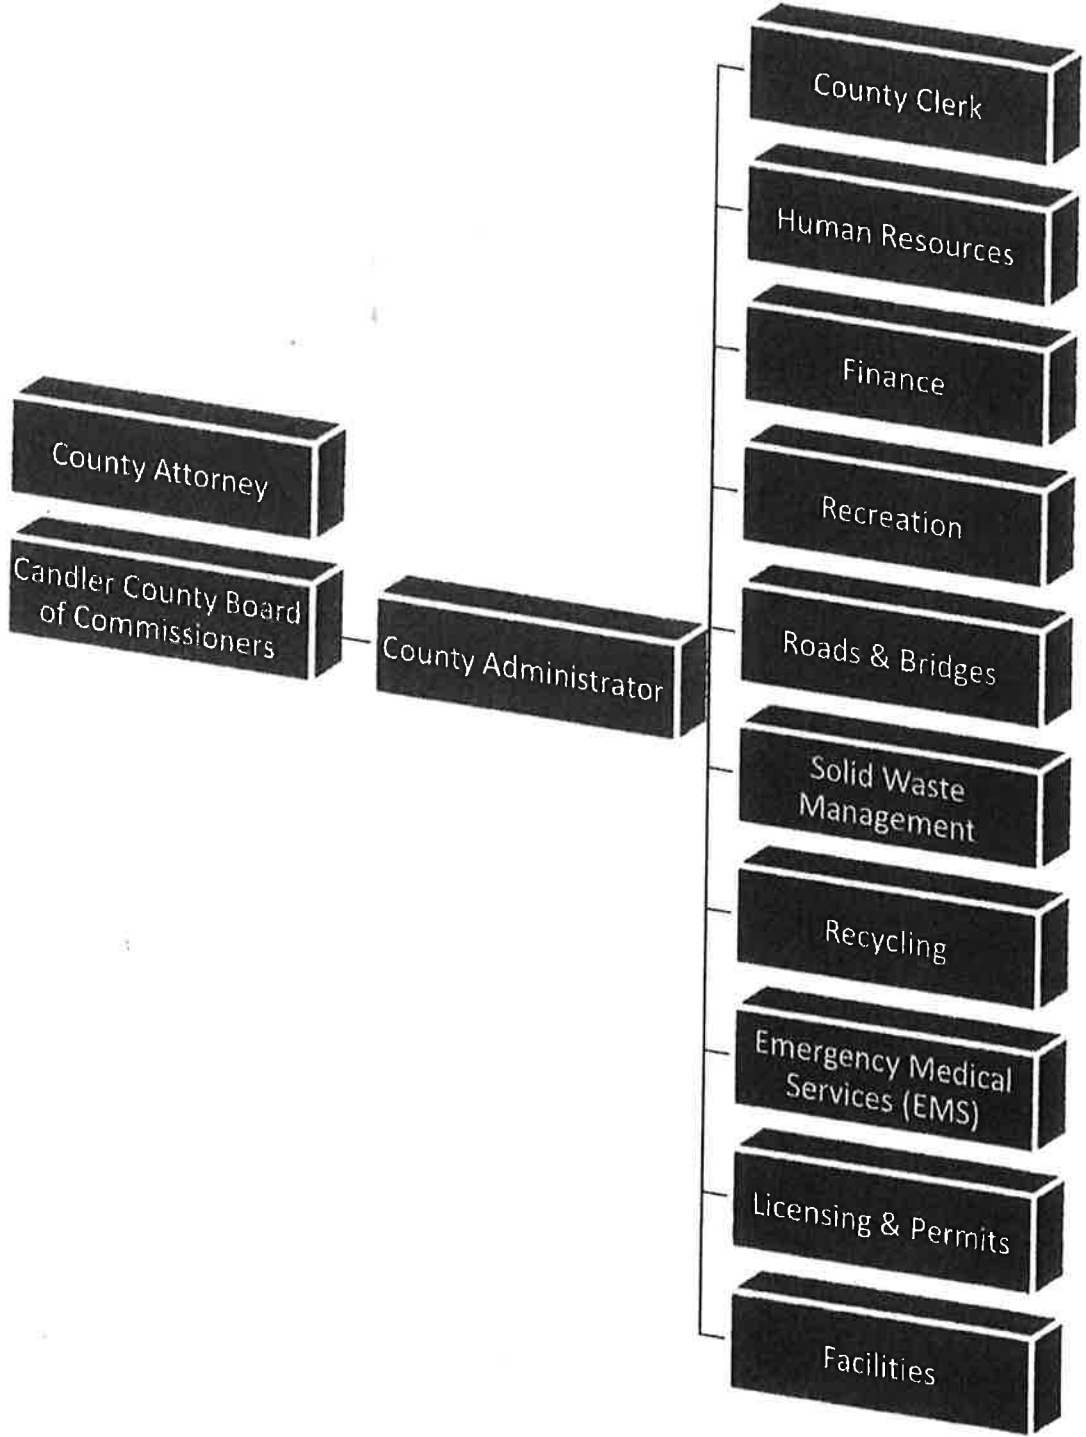 County Attorney
Candler County Board
of Commissioners
County Administrator
County Clerk
Human Resources
Finance
Recreation
Roads & Bridges
Solid Waste
Management
Recycling
Emergency Medical
Services (EMS)
Licensing & Permits
Facilities